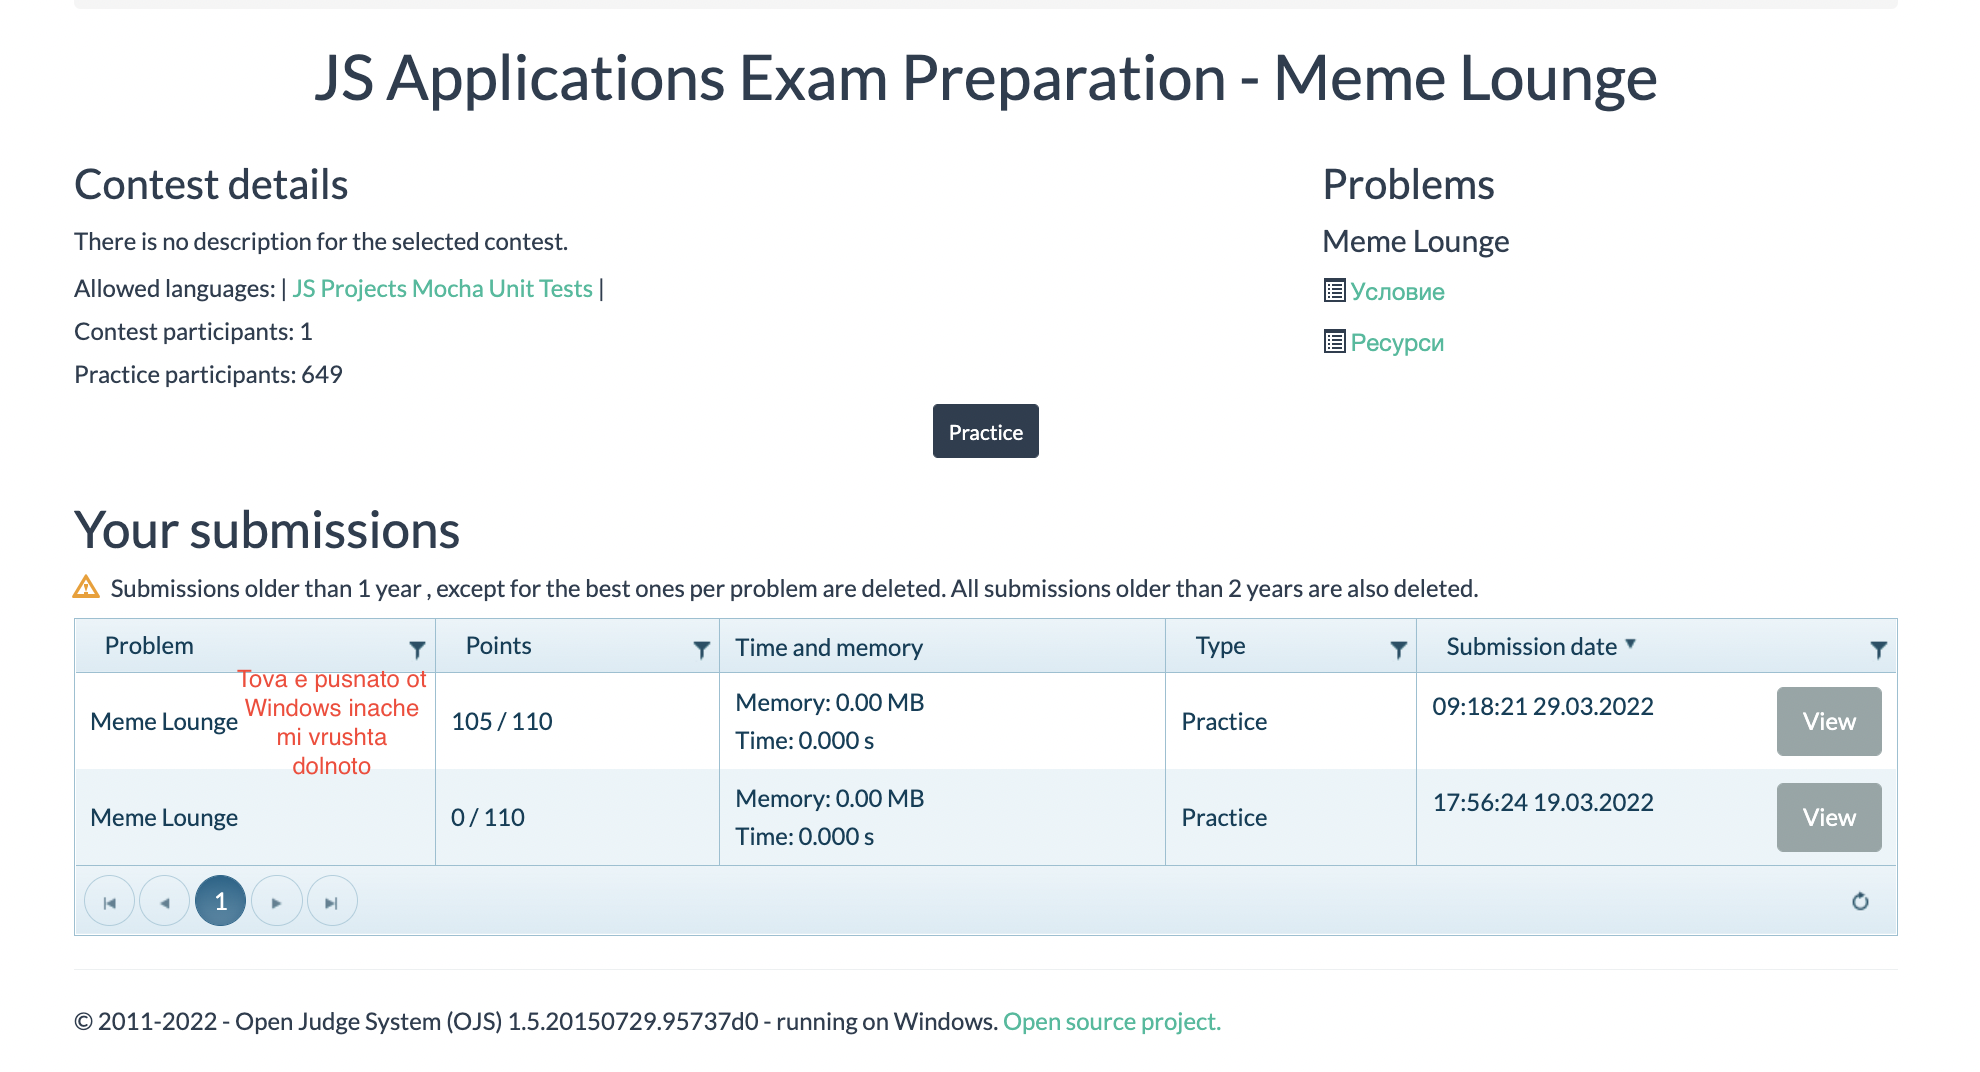 JS Applications Exam Preparation - Meme Lounge
Contest details
There is no description for the selected contest.
Allowed languages: | JS Projects Mocha Unit Tests |
Contest participants: 1
Practice participants: 649
Problems
Meme Lounge
Условие
Ресурси
Practice
Your submissions
Submissions older than 1 year , except for the best ones per problem are deleted. All submissions older than 2 years are also deleted.
Problem Points Time and memory Type Submission date
Meme Lounge 105 / 110 Memory: 0.00 MB Practice 09:18:21 29.03.2022 View
Time: 0.000 s
Tova e pusnato ot
Windows inache
mi vrushta
dolnoto
Meme Lounge 0 / 110 Memory: 0.00 MB Practice 17:56:24 19.03.2022 View
Time: 0.000 s
1
© 2011-2022 - Open Judge System (OJS) 1.5.20150729.95737d0 - running on Windows. Open source project.